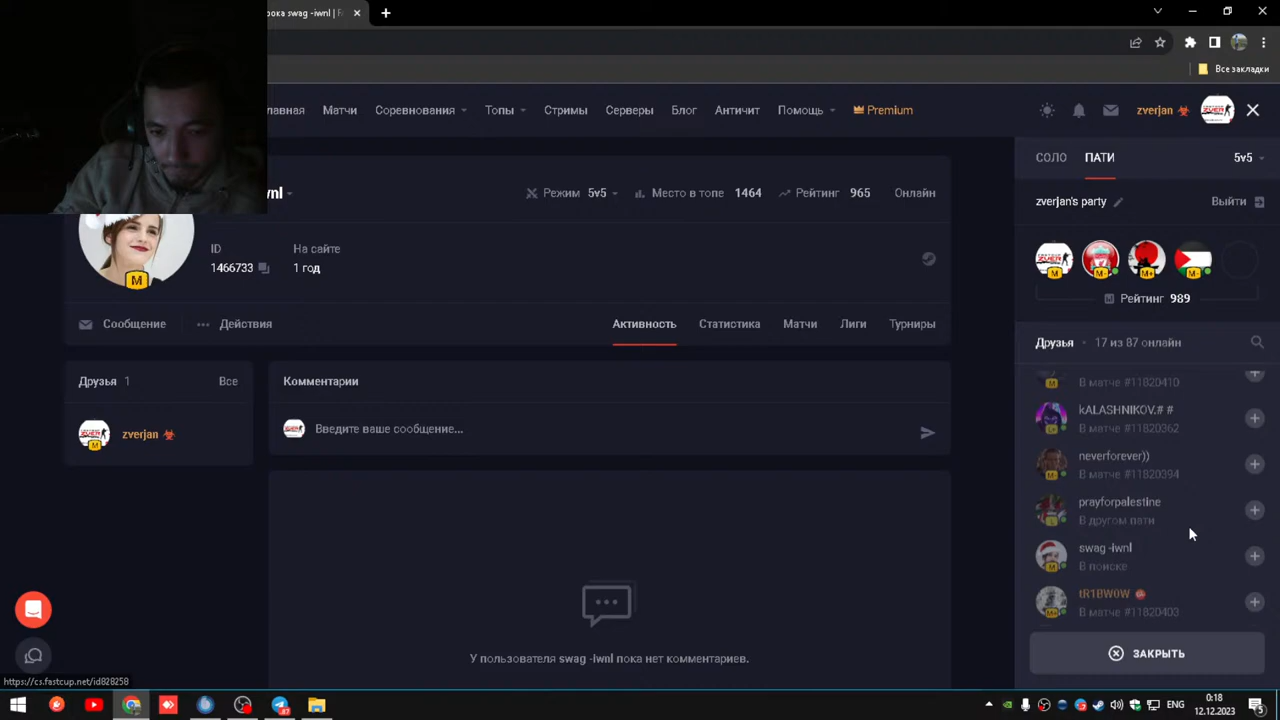 рока swag -iwnl | F
Все закладки
лавная Матчи Соревнования Топы Стримы Серверы Блог Античит Помощь Premium
zverjan
nl
Режим 5v5 Место в топе 1464 Рейтинг 965 Онлайн
ID
1466733
На сайте
1 год
M
Сообщение Действия
Активность Статистика Матчи Лиги Турниры
Друзья 1 Все
zverjan
Комментарии
Введите ваше сообщение...
У пользователя swag -iwnl пока нет комментариев.
СОЛО ПАТИ 5v5
zverjan's party Выйти
Рейтинг 989
Друзья • 17 из 87 онлайн
В матче #11820410
kALASHNIKOV.# #
В матче #11820362
neverforever))
В матче #11820394
prayforpalestine
В другом пати
swag -iwnl
В поиске
tR1BW0W
В матче #11820403
ЗАКРЫТЬ
https://cs.fastcup.net/id828258
ENG
0:18
12.12.2023